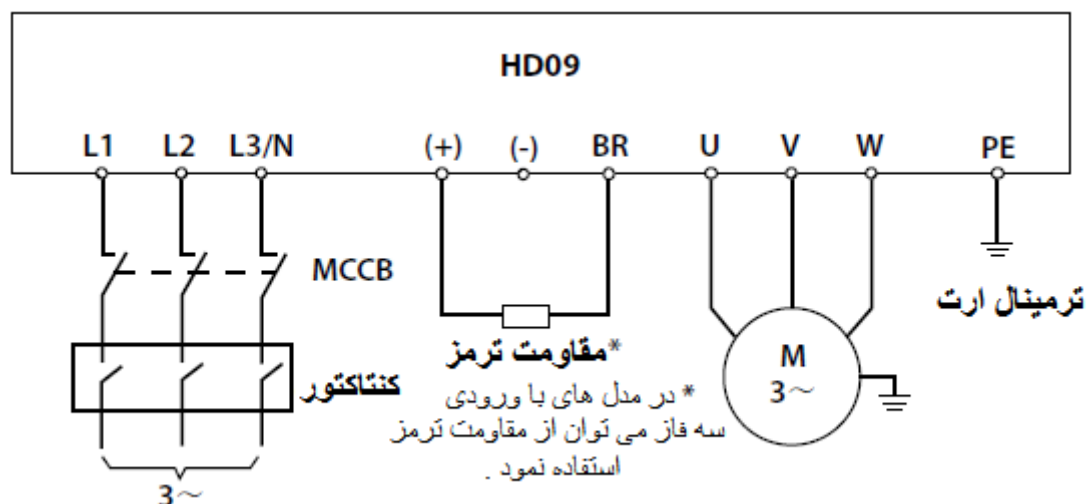 HD09
L1 L2 L3/N (+) (-) BR U V W PE
MCCB
ترمینال ارت
*مقاومت ترمز
کنتاکتور
* در مدل های با ورودی
سه فاز می توان از مقاومت ترمز
استفاده نمود .
M
3～
3～